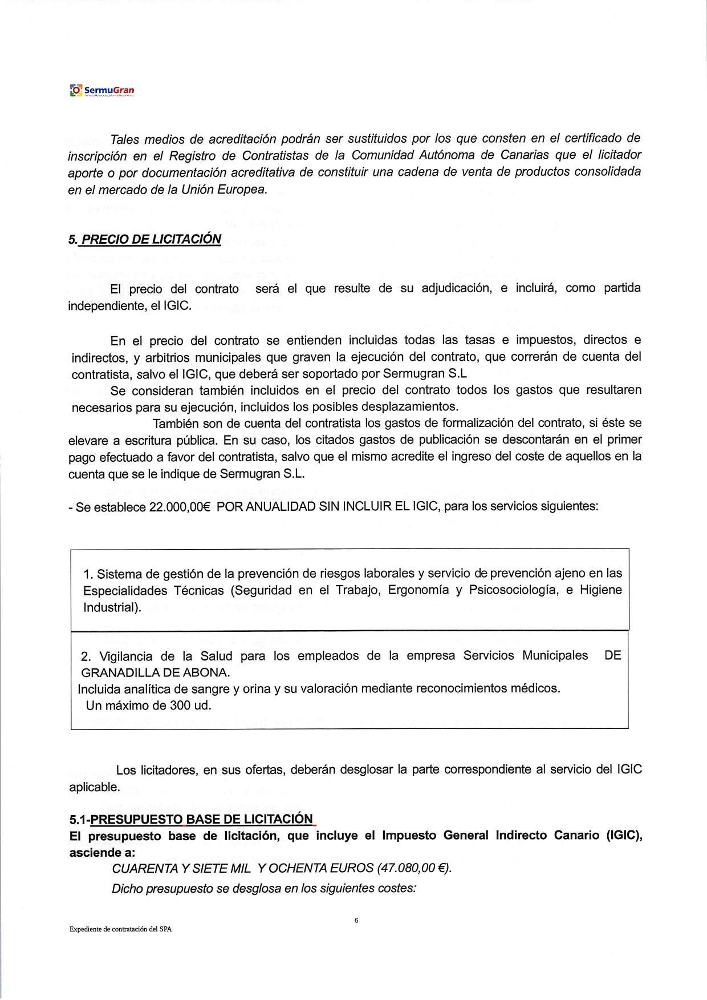 SermuGran
Tales medios de acreditación podrán ser sustituidos por los que consten en el certificado de
inscripción en el Registro de Contratistas de la Comunidad Autónoma de Canarias que el licitador
aporte o por documentación acreditativa de constituir una cadena de venta de productos consolidada
en el mercado de la Unión Europea.
5. PRECIO DE LICITACIÓN
El precio del contrato será el que resulte de su adjudicación, e incluirá, como partida
independiente, el IGIC.
En el precio del contrato se entienden incluidas todas las tasas e impuestos, directos e
indirectos, y arbitrios municipales que graven la ejecución del contrato, que correrán de cuenta del
contratista, salvo el IGIC, que deberá ser soportado por Sermugran S.L
Se consideran también incluidos en el precio del contrato todos los gastos que resultaren
necesarios para su ejecución, incluidos los posibles desplazamientos.
También son de cuenta del contratista los gastos de formalización del contrato, si éste se
elevare a escritura pública. En su caso, los citados gastos de publicación se descontarán en el primer
pago efectuado a favor del contratista, salvo que el mismo acredite el ingreso del coste de aquellos en la
cuenta que se le indique de Sermugran S.L.
- Se establece 22.000,00€ POR ANUALIDAD SIN INCLUIR EL IGIC, para los servicios siguientes:
1. Sistema de gestión de la prevención de riesgos laborales y servicio de prevención ajeno en las
Especialidades Técnicas (Seguridad en el Trabajo, Ergonomía y Psicosociología, e Higiene
Industrial).
2. Vigilancia de la Salud para los empleados de la empresa Servicios Municipales DE
GRANADILLA DE ABONA.
Incluida analítica de sangre y orina y su valoración mediante reconocimientos médicos.
Un máximo de 300 ud.
Los licitadores, en sus ofertas, deberán desglosar la parte correspondiente al servicio del IGIC
aplicable.
5.1-PRESUPUESTO BASE DE LICITACIÓN
El presupuesto base de licitación, que incluye el Impuesto General Indirecto Canario (IGIC),
asciende a:
CUARENTA Y SIETE MIL Y OCHENTA EUROS (47.080,00 €).
Dicho presupuesto se desglosa en los siguientes costes:
6
Expediente de contratación del SPA